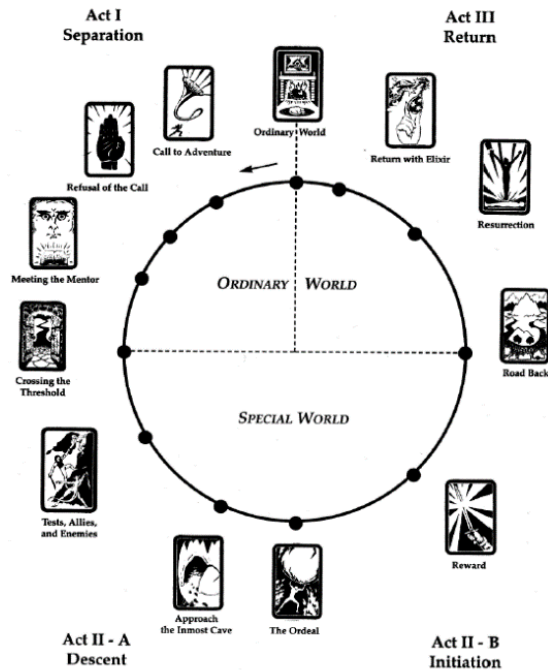 Act I
Separation
Act III
Return
Ordinary World
Call to Adventure
Return with Elixir
Refusal of the Call
Resurrection
Meeting the Mentor
ORDINARY WORLD
Crossing the
Threshold
Road Back
SPECIAL WORLD
Tests, Allies,
and Enemies
Reward
Approach
the Inmost Cave
The Ordeal
Act II - A
Descent
Act II - B
Initiation